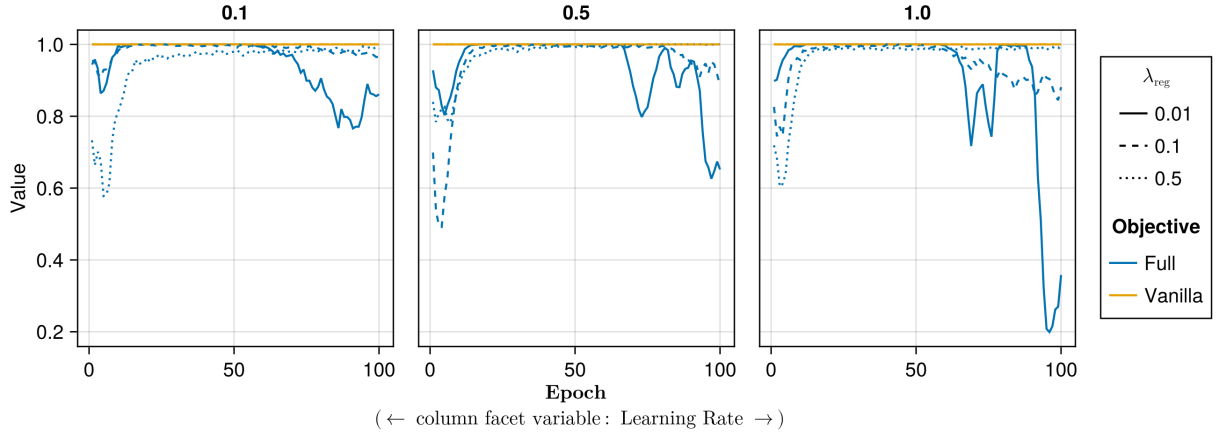 0.1 0.5 1.0
1.0
0.8
0.6
0.4
0.2
Value
0 50 100 0 50 100 0 50 100
Epoch
(← column facet variable: Learning Rate →)
λreg
0.01
0.1
0.5
Objective
Full
Vanilla